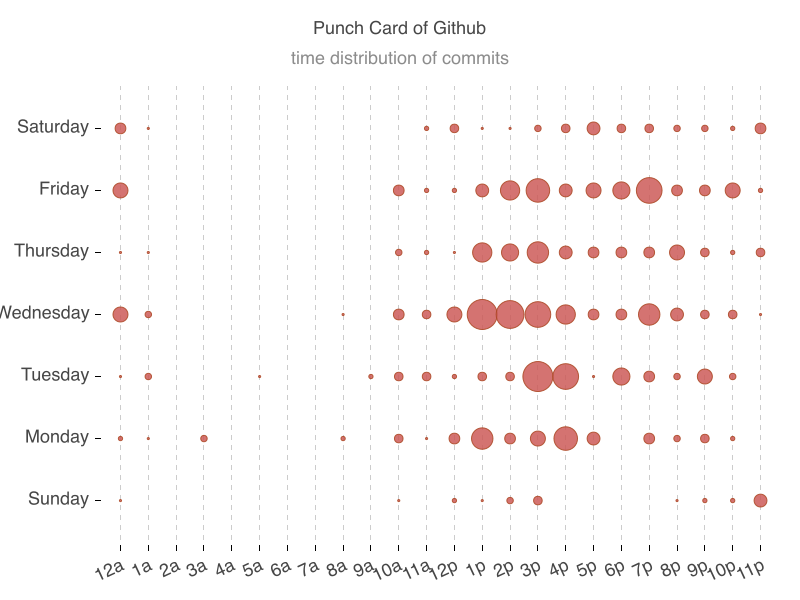 Punch Card of Github
time distribution of commits
Saturday
Friday
Thursday
Wednesday
Tuesday
Monday
Sunday
12a 1a 2a 3a 4a 5a 6a 7a 8a 9a 10a 11a 12p 1p 2p 3p 4p 5p 6p 7p 8p 9p 10p 11p